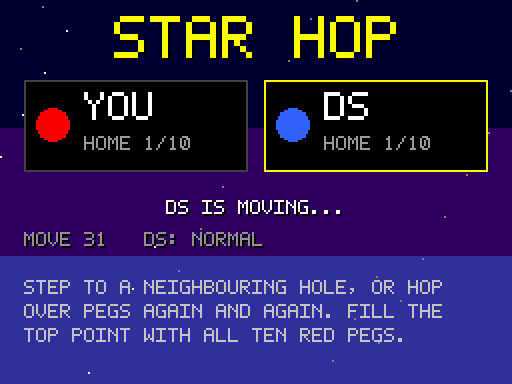 STAR HOP
YOU
HOME 1/10
DS
HOME 1/10
DS IS MOVING...
MOVE 31 DS: NORMAL
STEP TO A NEIGHBOURING HOLE, OR HOP
OVER PEGS AGAIN AND AGAIN. FILL THE
TOP POINT WITH ALL TEN RED PEGS.